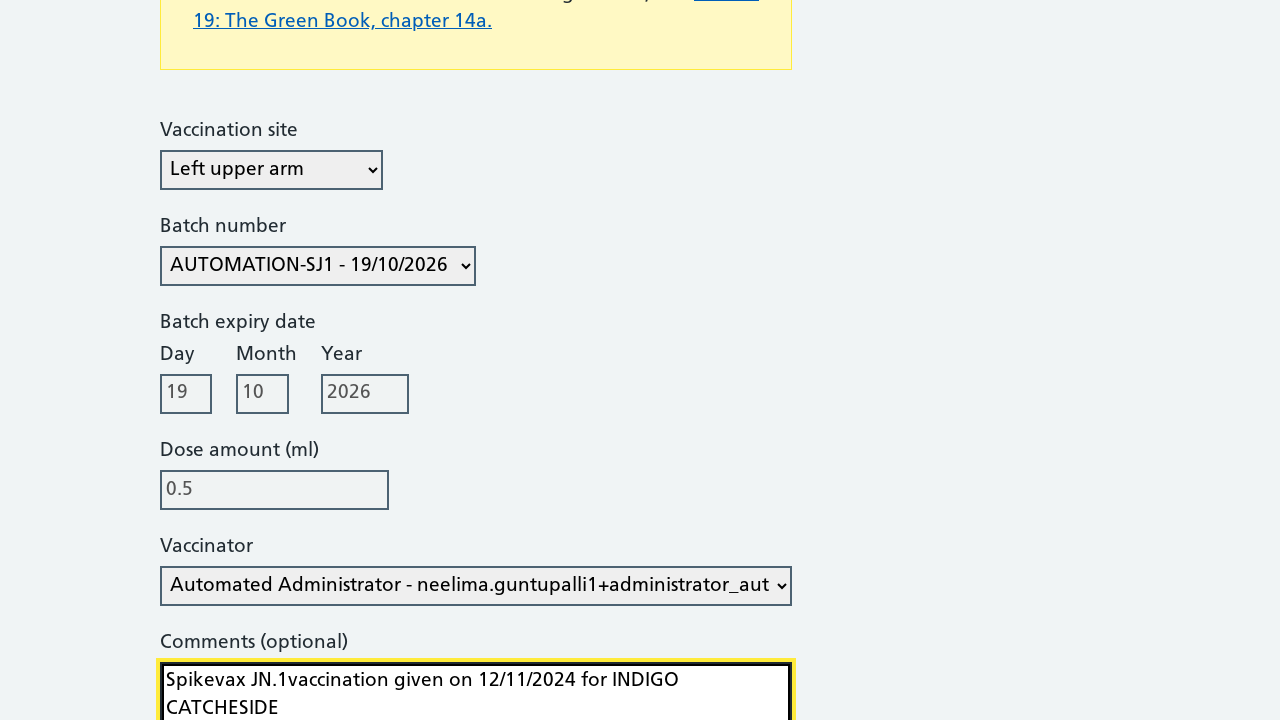 19: The Green Book, chapter 14a.
Vaccination site
Left upper arm
Batch number
AUTOMATION-SJ1 - 19/10/2026
Batch expiry date
Day Month Year
19 10 2026
Dose amount (ml)
0.5
Vaccinator
Automated Administrator - neelima.guntupalli1+administrator_aut
Comments (optional)
Spikevax JN.1vaccination given on 12/11/2024 for INDIGO
CATCHESIDE